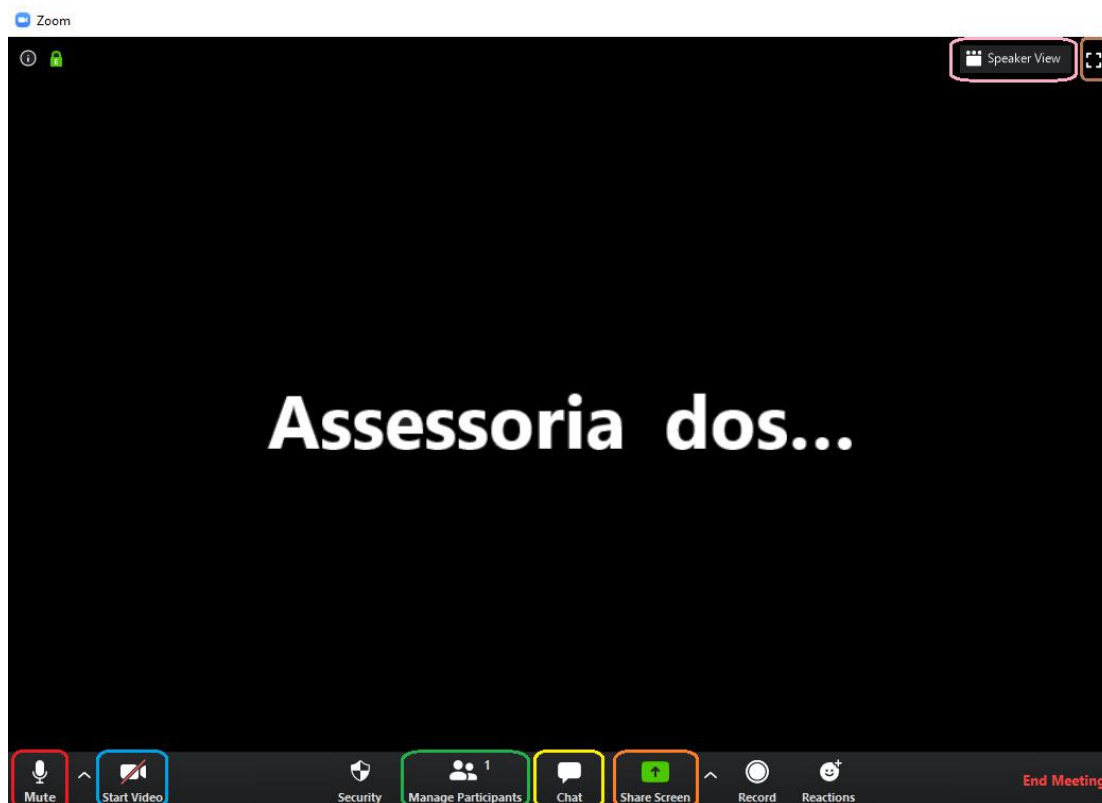 Zoom
Speaker View
Assessoria dos...
1
Mute
Start Video
Security
Manage Participants
Chat
Share Screen
Record
Reactions
End Meeting